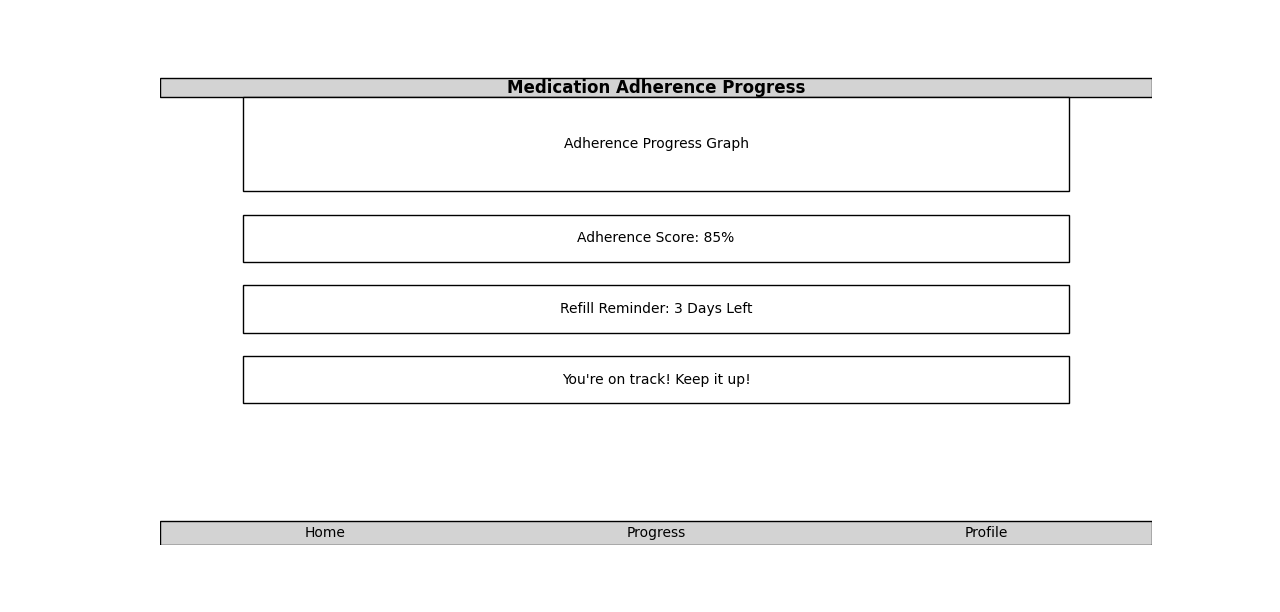 Medication Adherence Progress
Adherence Progress Graph
Adherence Score: 85%
Refill Reminder: 3 Days Left
You're on track! Keep it up!
Home Progress Profile